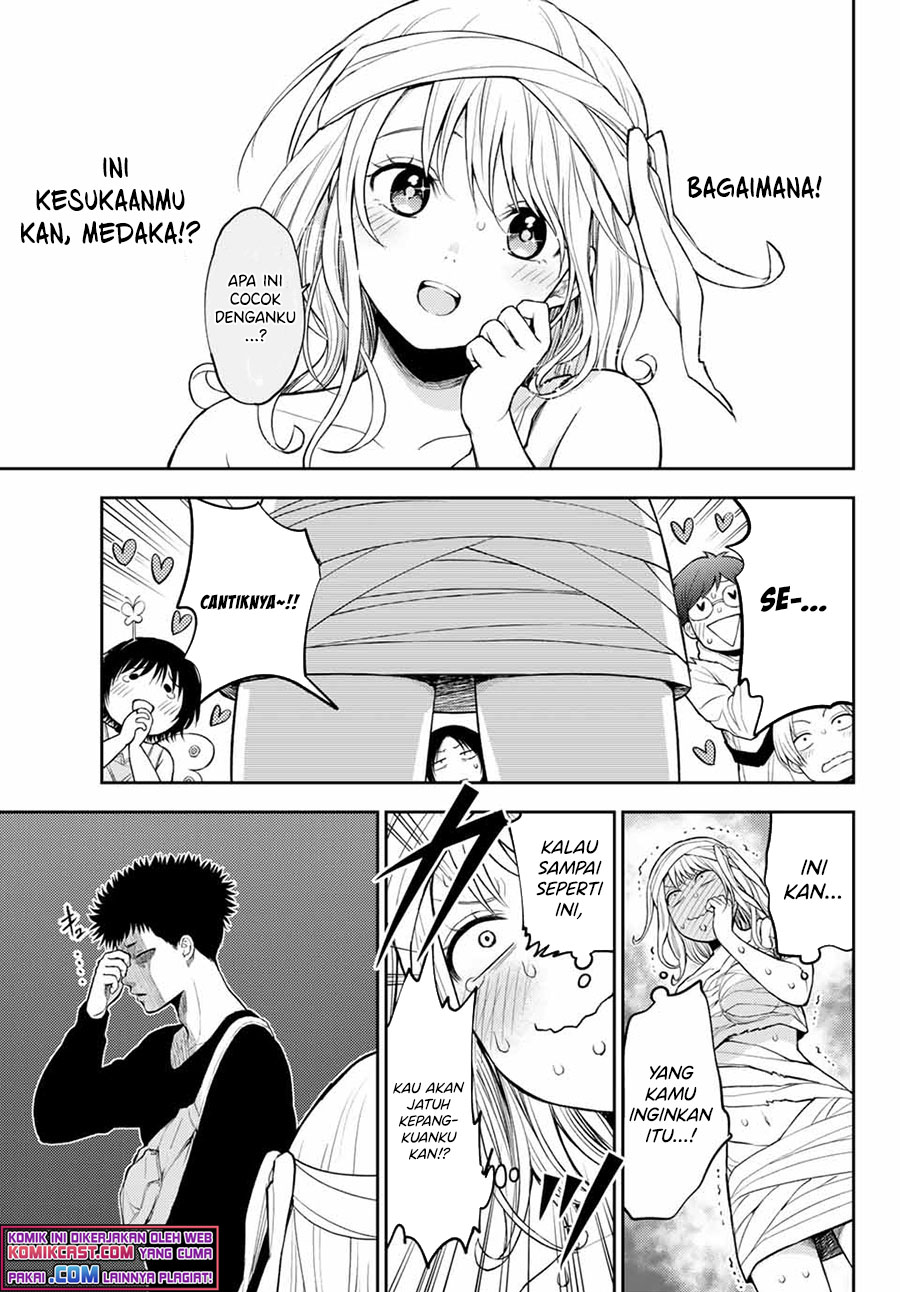 BAGAIMANA!
INI
KESUKAANMU
KAN, MEDAKA!?
APA INI
COCOK
DENGANKU
...?
SE-...
CANTIKNYA~!!
INI
KAN...
YANG
KAMU
INGINKAN
ITU...!
KALAU
SAMPAI
SEPERTI
INI,
KAU AKAN
JATUH
KEPANG-
KUANKU
KAN!?
KOMIK INI DIKERJAKAN OLEH WEB
KOMIKCAST.COM YANG CUMA
PAKAI .COM LAINNYA PLAGIAT!